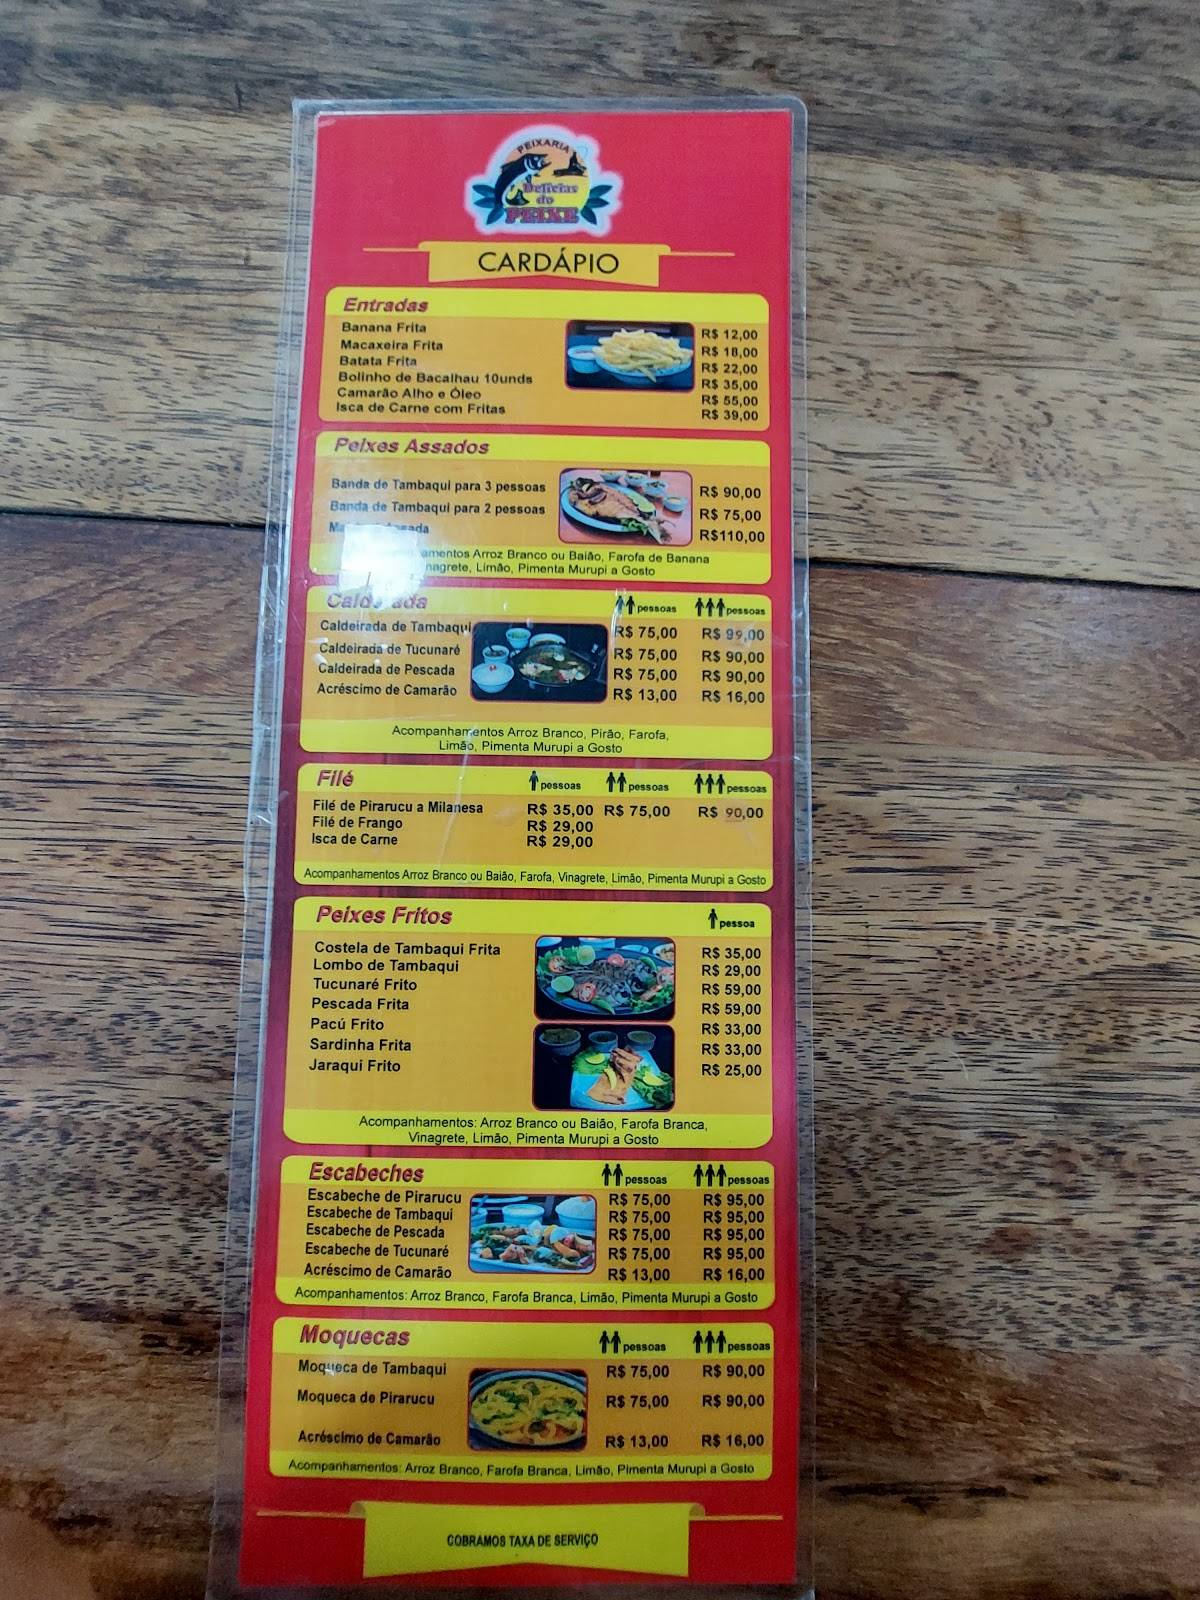 PEIXARIA
Delícias
do
PEIXE
CARDÁPIO
Entradas
Banana Frita R$ 12,00
Macaxeira Frita R$ 18,00
Batata Frita R$ 22,00
Bolinho de Bacalhau 10unds R$ 35,00
Camarão Alho e Óleo R$ 55,00
Isca de Carne com Fritas R$ 39,00
Peixes Assados
Banda de Tambaqui para 3 pessoas R$ 90,00
Banda de Tambaqui para 2 pessoas R$ 75,00
R$110,00
Arroz Branco ou Baião, Farofa de Banana
Limão, Pimenta Murupi a Gosto
pessoas pessoas
Caldeirada de Tambaqui R$ 75,00 R$ 99,00
Caldeirada de Tucunaré R$ 75,00 R$ 90,00
Caldeirada de Pescada R$ 75,00 R$ 90,00
Acréscimo de Camarão R$ 13,00 R$ 16,00
Acompanhamentos Arroz Branco, Pirão, Farofa,
Limão, Pimenta Murupi a Gosto
Filé pessoas pessoas pessoas
Filé de Pirarucu a Milanesa R$ 35,00 R$ 75,00 R$ 90,00
Filé de Frango R$ 29,00
Isca de Carne R$ 29,00
Acompanhamentos Arroz Branco ou Baião, Farofa, Vinagrete, Limão, Pimenta Murupi a Gosto
Peixes Fritos pessoa
Costela de Tambaqui Frita R$ 35,00
Lombo de Tambaqui R$ 29,00
Tucunaré Frito R$ 59,00
Pescada Frita R$ 59,00
Pacú Frito R$ 33,00
Sardinha Frita R$ 33,00
Jaraqui Frito R$ 25,00
Acompanhamentos: Arroz Branco ou Baião, Farofa Branca,
Vinagrete, Limão, Pimenta Murupi a Gosto
Escabeches pessoas pessoas
Escabeche de Pirarucu R$ 75,00 R$ 95,00
Escabeche de Tambaqui R$ 75,00 R$ 95,00
Escabeche de Pescada R$ 75,00 R$ 95,00
Escabeche de Tucunaré R$ 75,00 R$ 95,00
Acréscimo de Camarão R$ 13,00 R$ 16,00
Acompanhamentos: Arroz Branco, Farofa Branca, Limão, Pimenta Murupi a Gosto
Moquecas pessoas pessoas
Moqueca de Tambaqui R$ 75,00 R$ 90,00
Moqueca de Pirarucu R$ 75,00 R$ 90,00
Acréscimo de Camarão R$ 13,00 R$ 16,00
Acompanhamentos: Arroz Branco, Farofa Branca, Limão, Pimenta Murupi a Gosto
COBRAMOS TAXA DE SERVIÇO